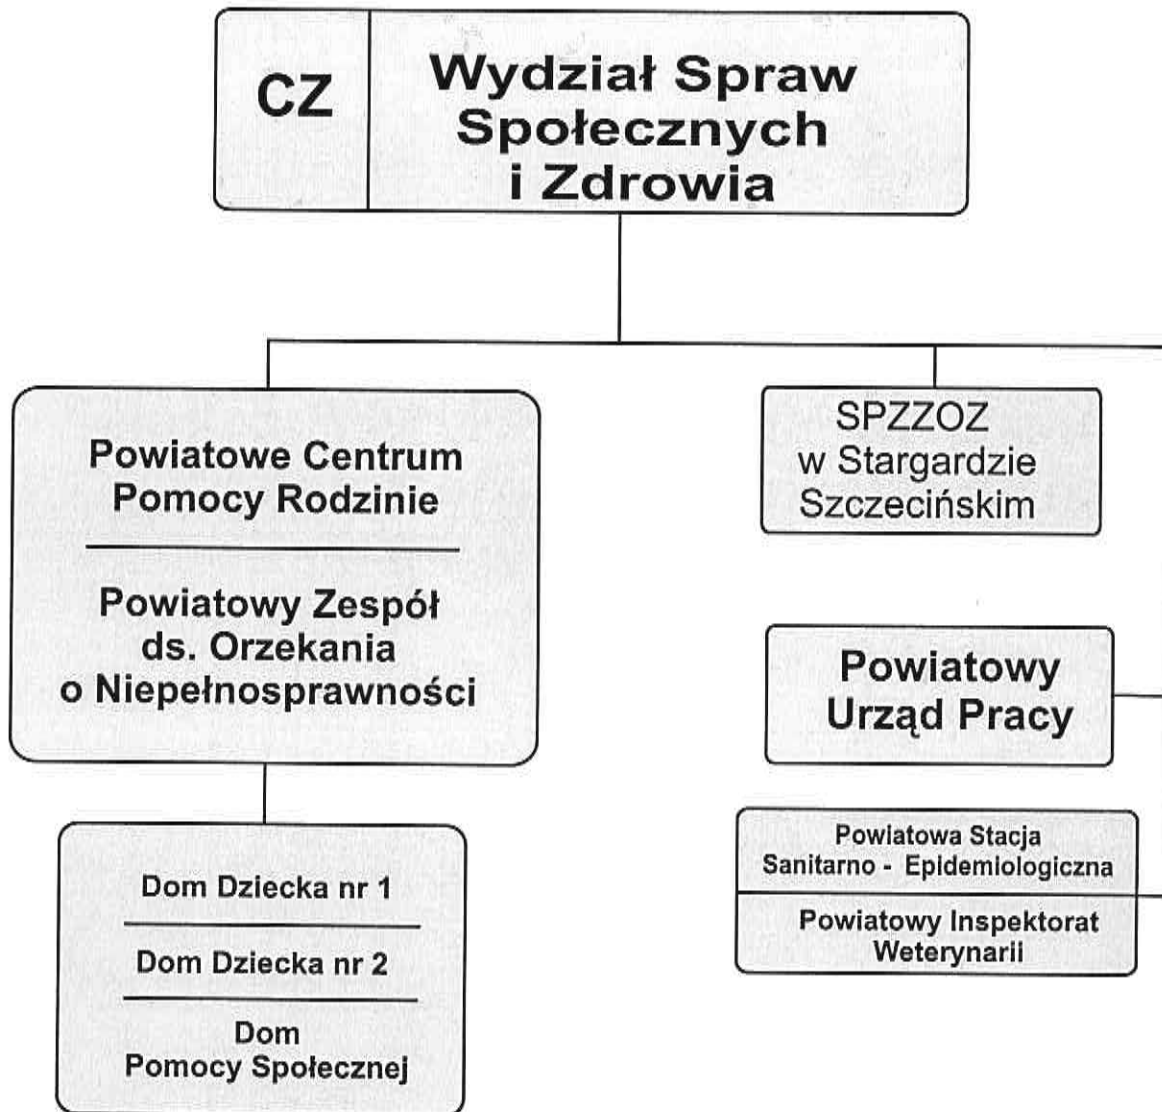 CZ
Wydział Spraw
Społecznych
i Zdrowia
Powiatowe Centrum
Pomocy Rodzinie
Powiatowy Zespół
ds. Orzekania
o Niepełnosprawności
Dom Dziecka nr 1
Dom Dziecka nr 2
Dom
Pomocy Społecznej
SPZZOZ
w Stargardzie
Szczecińskim
Powiatowy
Urząd Pracy
Powiatowa Stacja
Sanitarno - Epidemiologiczna
Powiatowy Inspektorat
Weterynarii